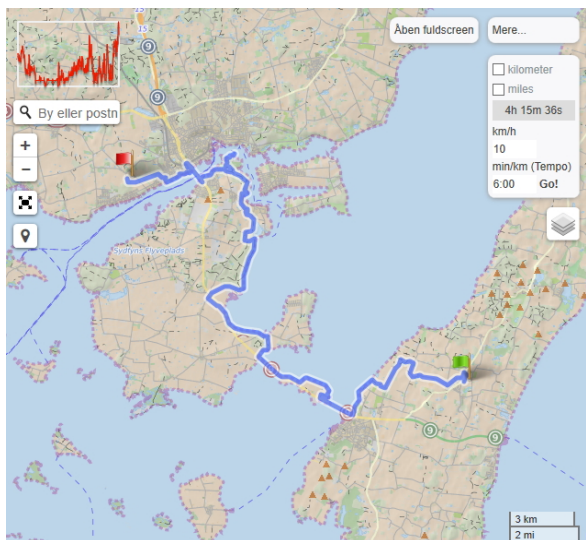 15
15
9
9
By eller postn
+
−
Åben fuldscreen
Mere...
kilometer
miles
4h 15m 36s
km/h
10
min/km (Tempo)
6:00 Go!
Sydfyns Flyveplads
9
9
3 km
2 mi